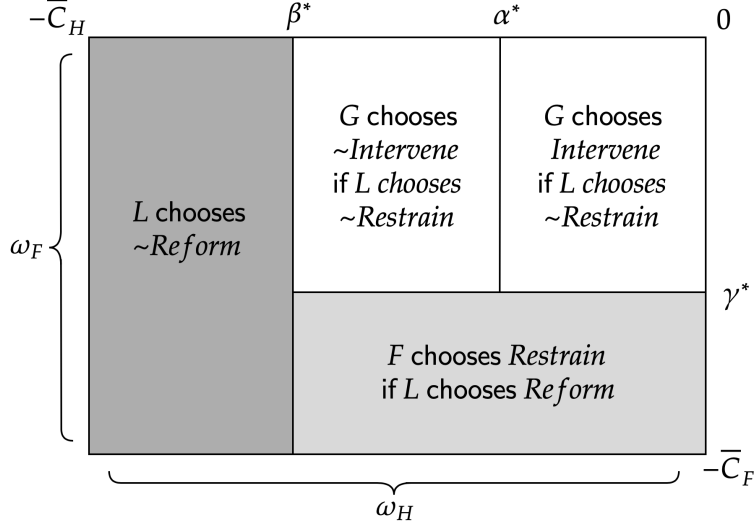 −C̅_H β* α* 0
G chooses
~Intervene
if L chooses
~Restrain
G chooses
Intervene
if L chooses
~Restrain
L chooses
~Reform
ω_F
γ*
F chooses Restrain
if L chooses Reform
−C̅_F
ω_H